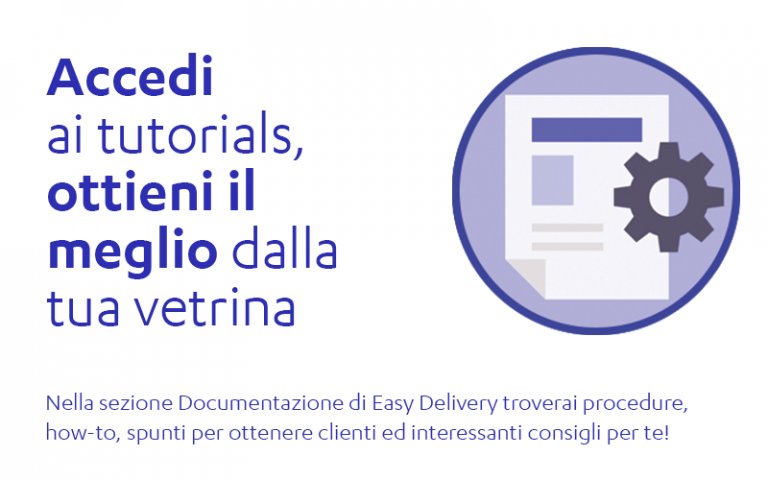 Accedi
ai tutorials,
ottieni il
meglio dalla
tua vetrina
Nella sezione Documentazione di Easy Delivery troverai procedure,
how-to, spunti per ottenere clienti ed interessanti consigli per te!